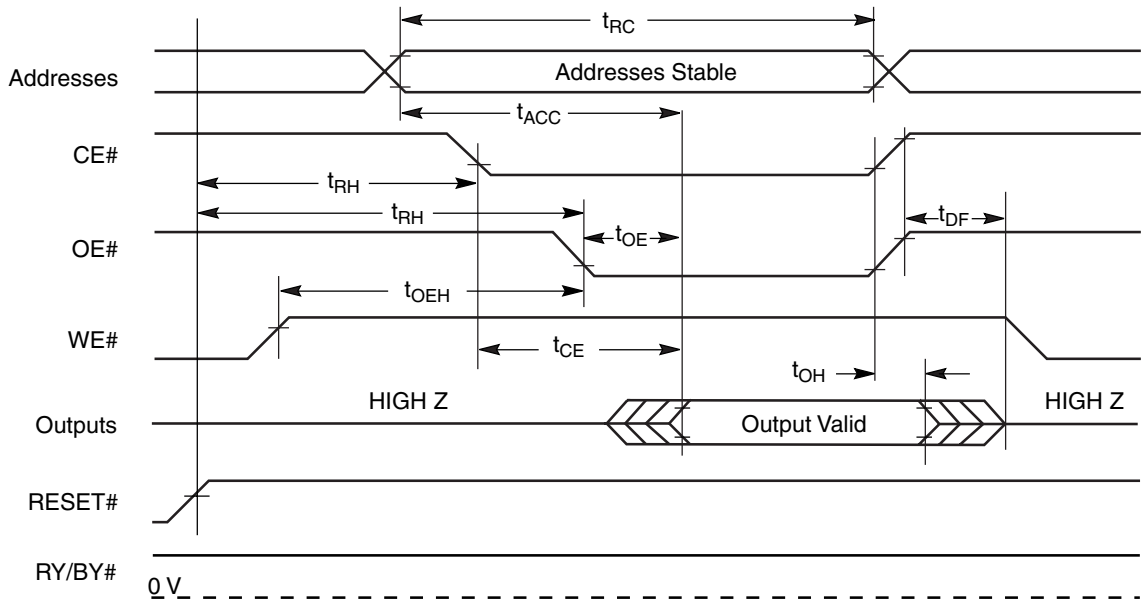 tRC
Addresses
Addresses Stable
tACC
CE#
tRH
tRH
tDF
OE#
tOE
tOEH
WE#
tCE
tOH
HIGH Z
HIGH Z
Outputs
Output Valid
RESET#
RY/BY#
0 V